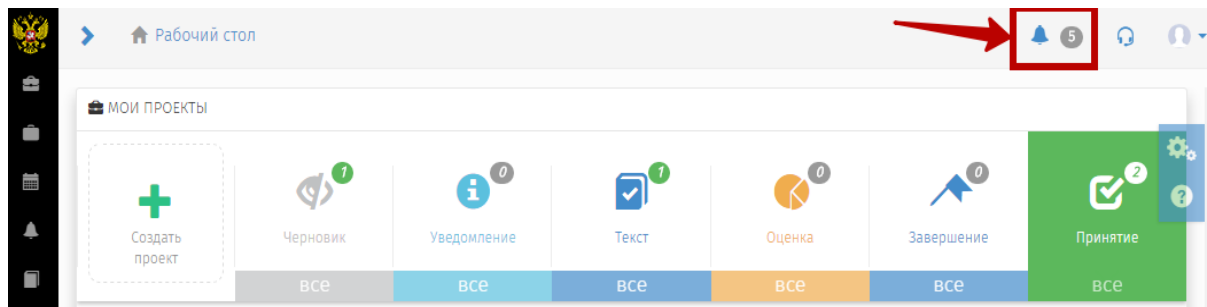 Рабочий стол
5
МОИ ПРОЕКТЫ
1
0
1
0
0
2
Создать
проект
Черновик
Уведомление
Текст
Оценка
Завершение
Принятие
все
все
все
все
все
все